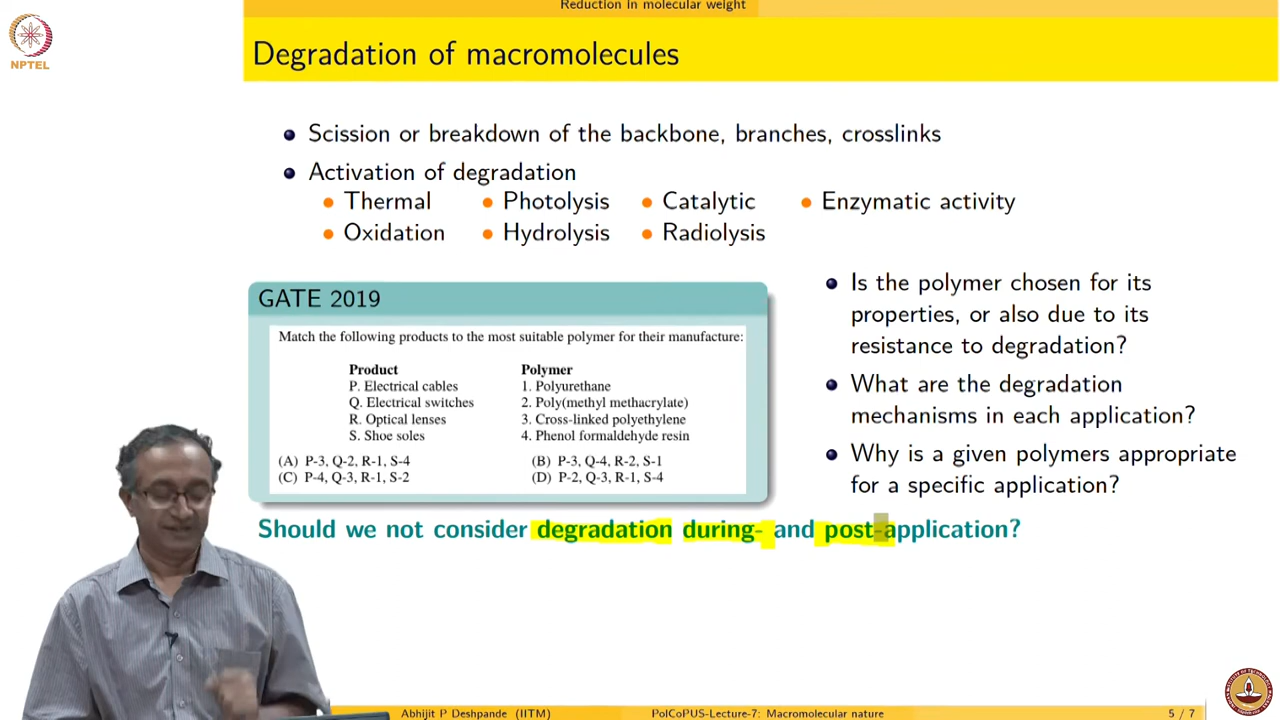 Reduction in molecular weight
NPTEL
Degradation of macromolecules
Scission or breakdown of the backbone, branches, crosslinks
Activation of degradation
Thermal Photolysis Catalytic Enzymatic activity
Oxidation Hydrolysis Radiolysis
GATE 2019
Match the following products to the most suitable polymer for their manufacture:
Product Polymer
P. Electrical cables 1. Polyurethane
Q. Electrical switches 2. Poly(methyl methacrylate)
R. Optical lenses 3. Cross-linked polyethylene
S. Shoe soles 4. Phenol formaldehyde resin
(A) P-3, Q-2, R-1, S-4 (B) P-3, Q-4, R-2, S-1
(C) P-4, Q-3, R-1, S-2 (D) P-2, Q-3, R-1, S-4
Is the polymer chosen for its
properties, or also due to its
resistance to degradation?
What are the degradation
mechanisms in each application?
Why is a given polymers appropriate
for a specific application?
Should we not consider degradation during- and post-application?
Abhijit P Deshpande (IITM) PolCoPUS-Lecture-7: Macromolecular nature 5 / 7